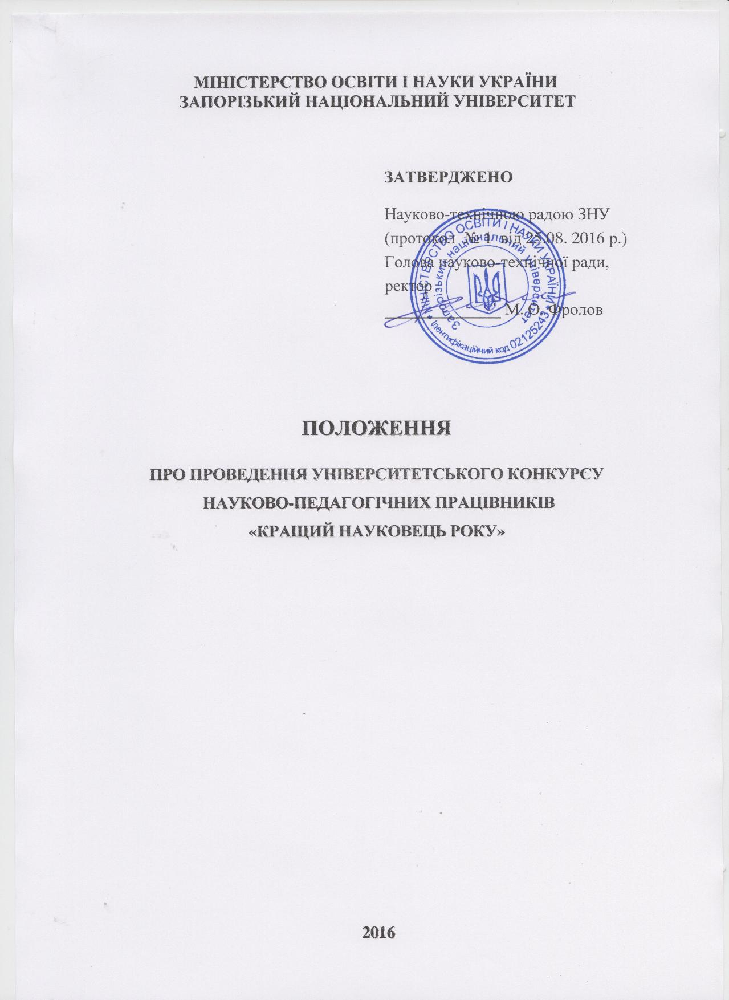 МІНІСТЕРСТВО ОСВІТИ І НАУКИ УКРАЇНИ
ЗАПОРІЗЬКИЙ НАЦІОНАЛЬНИЙ УНІВЕРСИТЕТ
ЗАТВЕРДЖЕНО
Науково-технічною радою ЗНУ
(протокол № 1 від 25.08. 2016 р.)
Голова науково-технічної ради,
ректор
М. О. Фролов
МІНІСТЕРСТВО ОСВІТИ І НАУКИ УКРАЇНИ
Запорізький національний університет
Ідентифікаційний код 02125243
ПОЛОЖЕННЯ
ПРО ПРОВЕДЕННЯ УНІВЕРСИТЕТСЬКОГО КОНКУРСУ
НАУКОВО-ПЕДАГОГІЧНИХ ПРАЦІВНИКІВ
«КРАЩИЙ НАУКОВЕЦЬ РОКУ»
2016